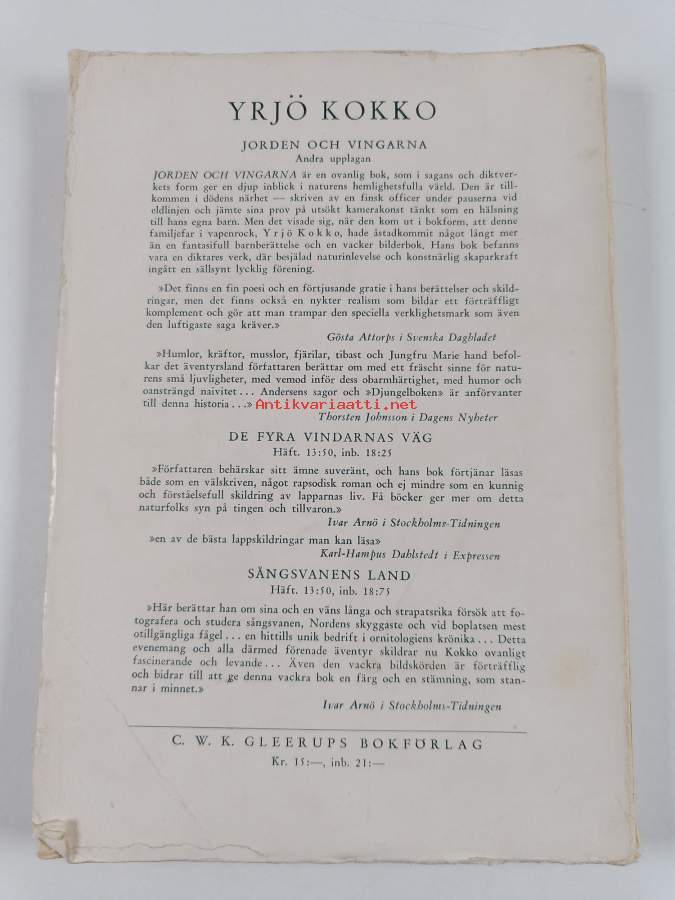 YRJÖ KOKKO
JORDEN OCH VINGARNA
Andra upplagan
JORDEN OCH VINGARNA är en ovanlig bok, som i sagans och diktver-
kets form ger en djup inblick i naturens hemlighetsfulla värld. Den är till-
kommen i dödens närhet — skriven av en finsk officer under pauserna vid
eldlinjen och jämte sina prov på utsökt kamerakonst tänkt som en hälsning
till hans egna barn. Men det visade sig, när den kom ut i bokform, att denne
familjefar i vapenrock, Yrjö Kokko, hade åstadkommit något långt mer
än en fantasifull barnberättelse och en vacker bilderbok. Hans bok befanns
vara en diktares verk, där besjälad naturinlevelse och konstnärlig skaparkraft
ingått en sällsynt lycklig förening.
»Det finns en fin poesi och en förtjusande gratie i hans berättelser och skild-
ringar, men det finns också en nykter realism som bildar ett förträffligt
komplement och gör att man trampar den speciella verklighetsmark som även
den luftigaste saga kräver.»
Gösta Attorps i Svenska Dagbladet
»Humlor, kräftor, musslor, fjärilar, tibast och Jungfru Marie hand befol-
kar det äventyrsland författaren berättar om med ett fräscht sinne för natu-
rens små ljuvligheter, med vemod inför dess obarmhärtighet, med humor och
oansträngd naivitet... Andersens sagor och »Djungelboken» är anförvanter
till denna historia...»
Antikvariaatti.net
Thorsten Johnsson i Dagens Nyheter
DE FYRA VINDARNAS VÄG
Häft. 13:50, inb. 18:25
»Författaren behärskar sitt ämne suveränt, och hans bok förtjänar läsas
både som en välskriven, något rapsodisk roman och ej mindre som en kunnig
och förståelsefull skildring av lapparnas liv. Få böcker ger mer om detta
naturfolks syn på tingen och tillvaron.»
Ivar Arnö i Stockholms-Tidningen
»en av de bästa lappskildringar man kan läsa»
Karl-Hampus Dahlstedt i Expressen
SÅNGSVANENS LAND
Häft. 13:50, inb. 18:75
»Här berättar han om sina och en väns långa och strapatsrika försök att fo-
tografera och studera sångsvanen, Nordens skyggaste och vid boplatsen mest
otillgängliga fågel... en hittills unik bedrift i ornitologiens krönika... Detta
evenemang och alla därmed förenade äventyr skildrar nu Kokko ovanligt
fascinerande och levande... Även den vackra bildskörden är förträfflig
och bidrar till att ge denna vackra bok en färg och en stämning, som stan-
nar i minnet.»
Ivar Arnö i Stockholms-Tidningen
C. W. K. GLEERUPS BOKFÖRLAG
Kr. 15:—, inb. 21:—